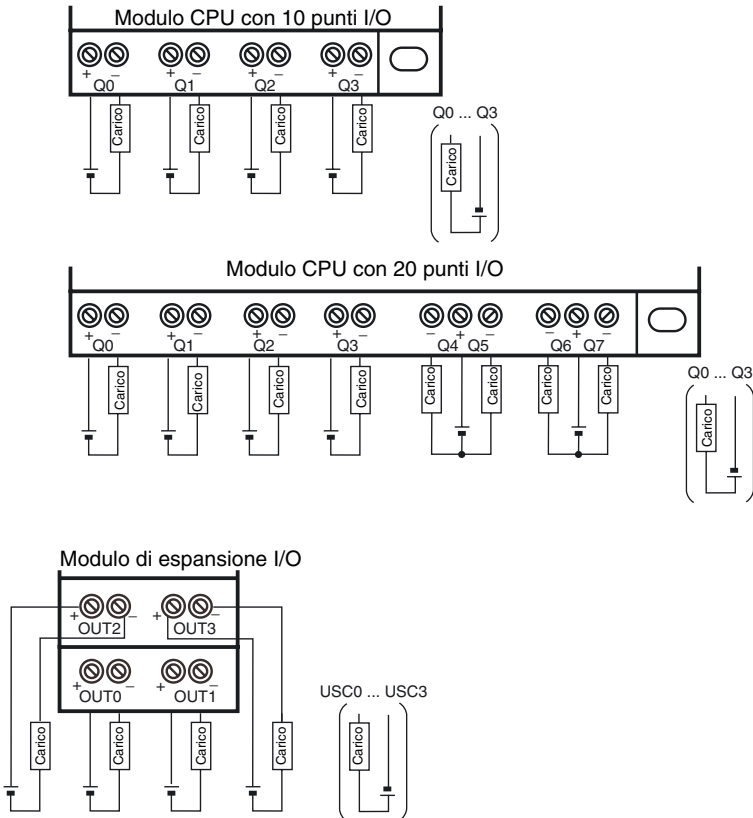 Modulo CPU con 10 punti I/O
+ − + − + − + −
Q0 Q1 Q2 Q3
Carico Carico Carico Carico
Q0 ... Q3
Carico
Modulo CPU con 20 punti I/O
+ − + − + − + − − + − − + −
Q0 Q1 Q2 Q3 Q4 Q5 Q6 Q7
Carico Carico Carico Carico Carico Carico Carico Carico
Q0 ... Q3
Carico
Modulo di espansione I/O
+ − + −
OUT2 OUT3
+ − + −
OUT0 OUT1
Carico Carico Carico Carico
USC0 ... USC3
Carico